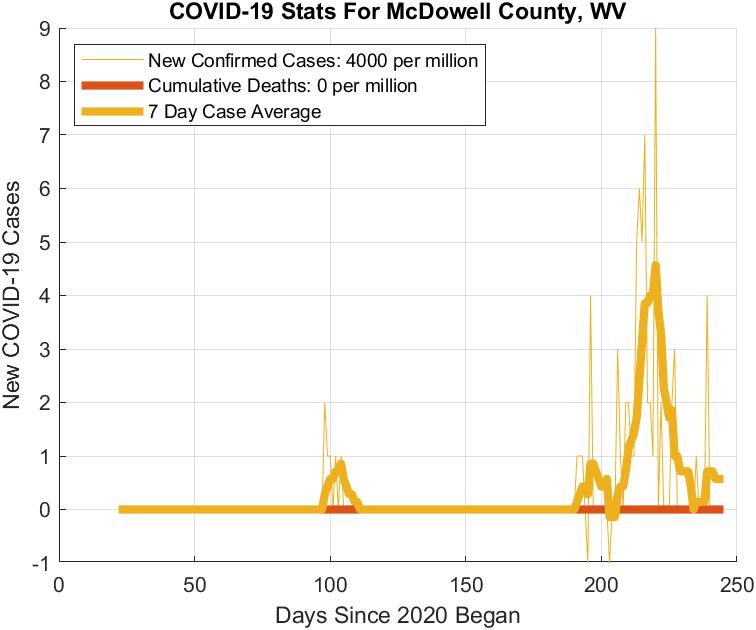 COVID-19 Stats For McDowell County, WV
New Confirmed Cases: 4000 per million
Cumulative Deaths: 0 per million
7 Day Case Average
New COVID-19 Cases
9
8
7
6
5
4
3
2
1
0
-1
0 50 100 150 200 250
Days Since 2020 Began